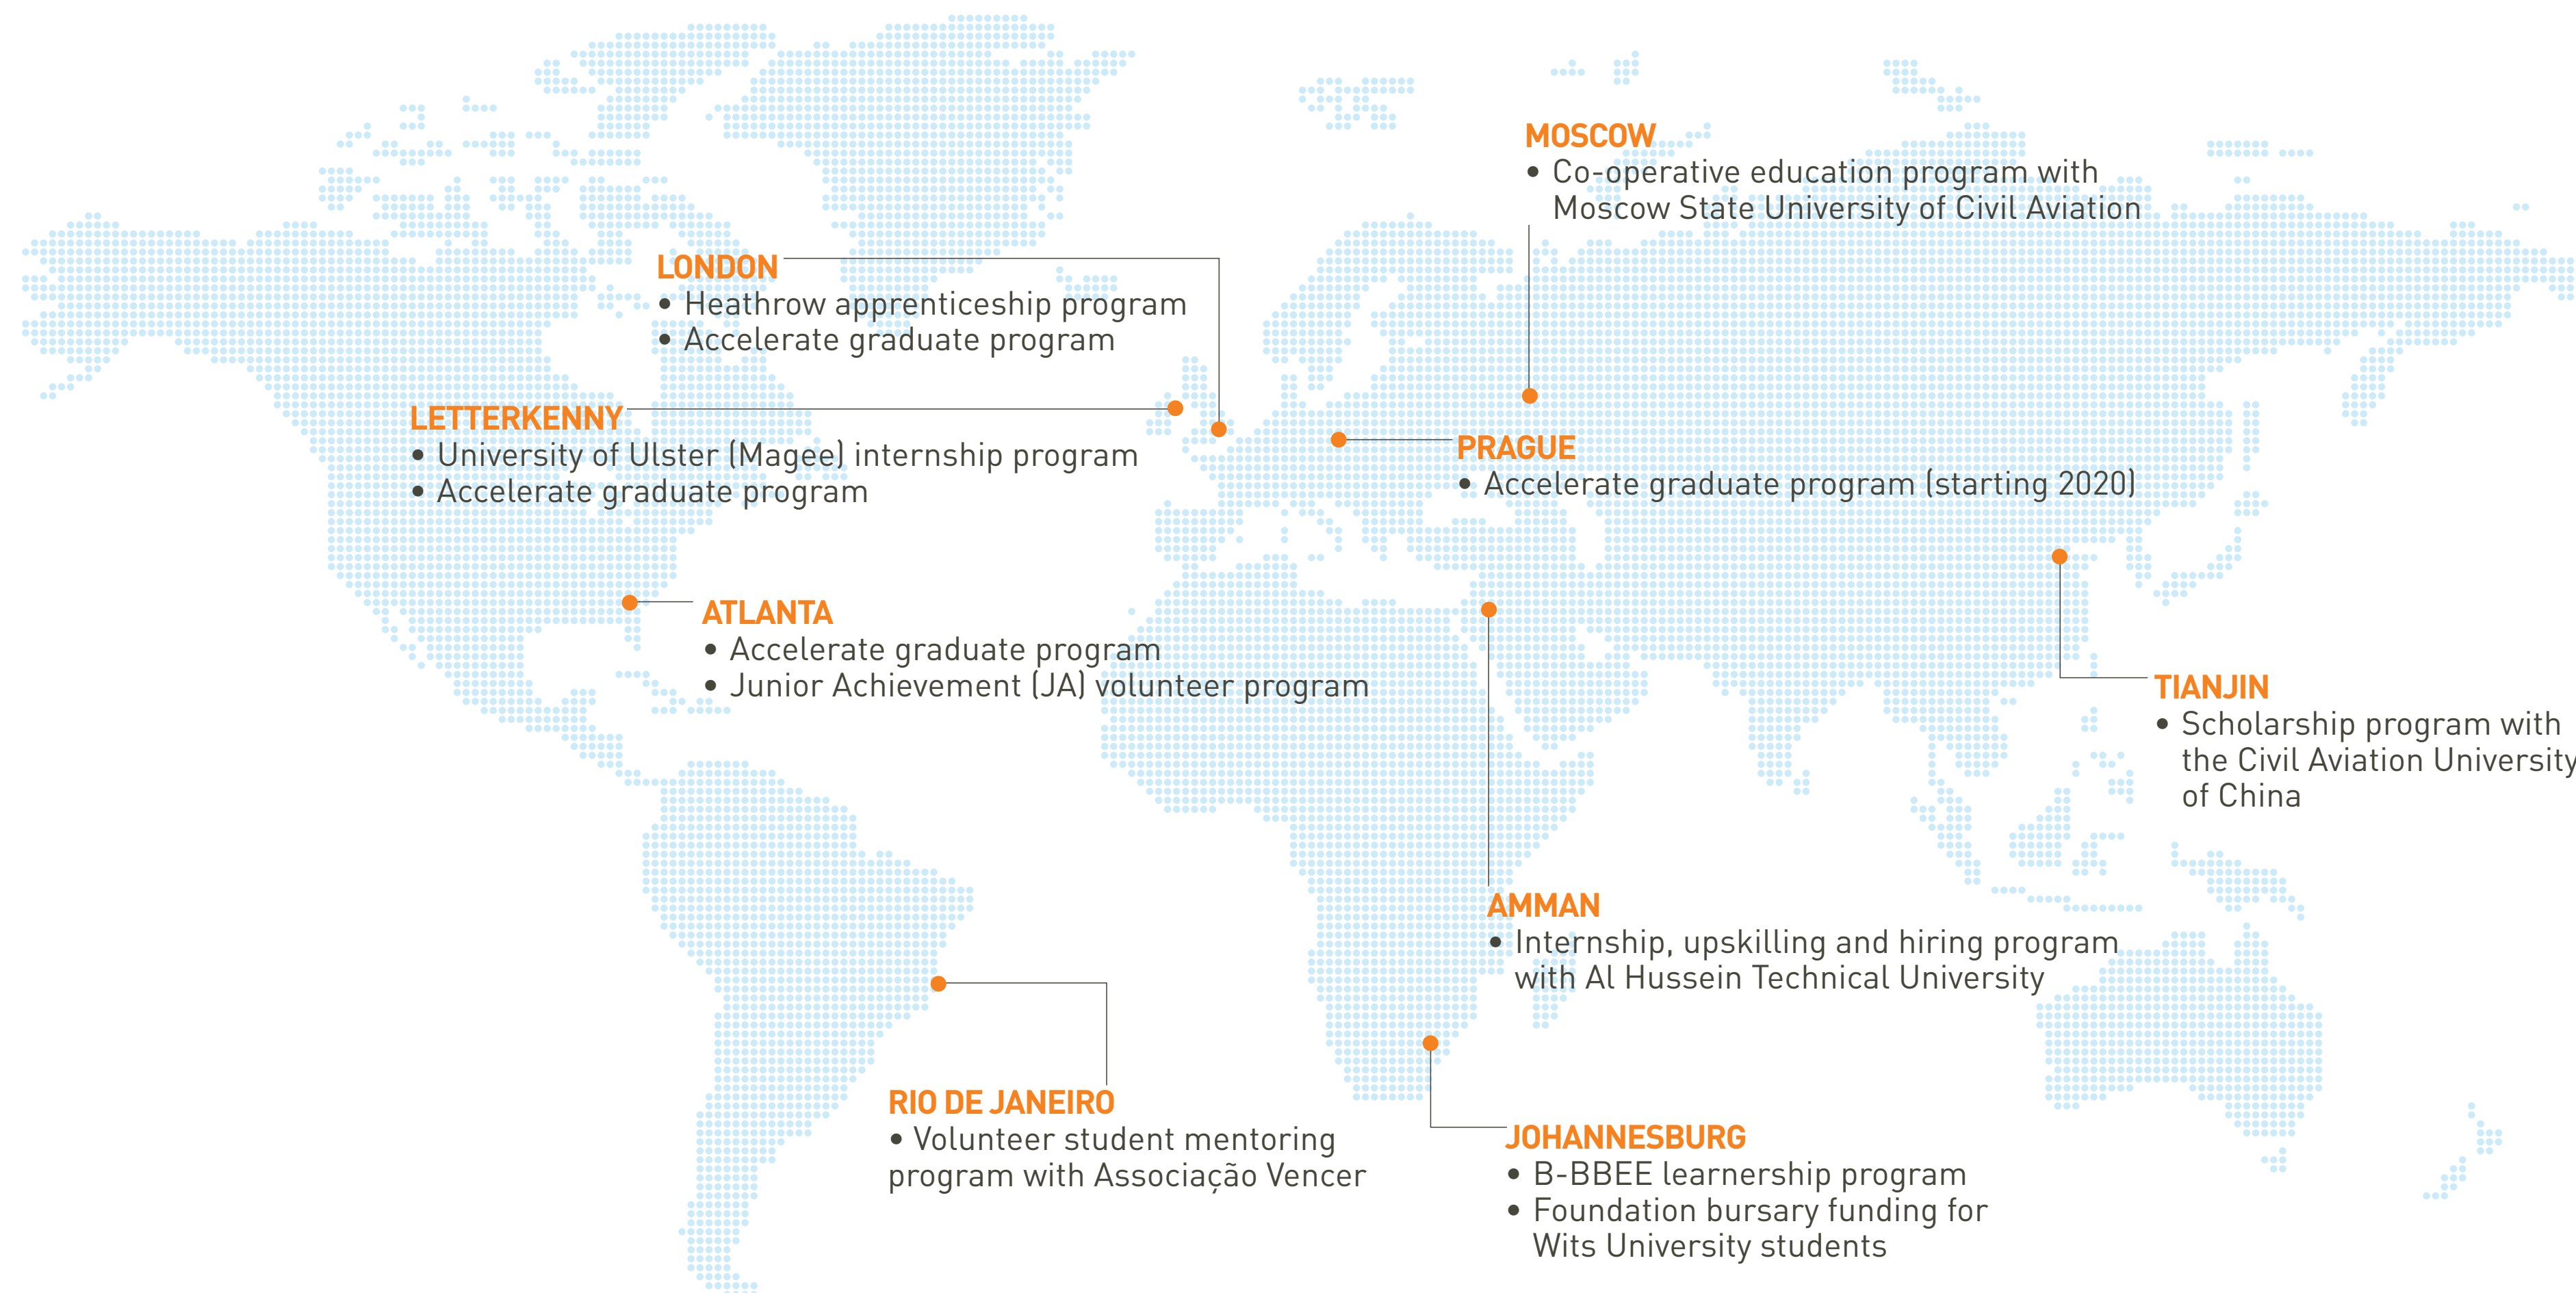 MOSCOW
• Co-operative education program with
Moscow State University of Civil Aviation
LONDON
• Heathrow apprenticeship program
• Accelerate graduate program
LETTERKENNY
• University of Ulster (Magee) internship program
• Accelerate graduate program
PRAGUE
• Accelerate graduate program (starting 2020)
ATLANTA
• Accelerate graduate program
• Junior Achievement (JA) volunteer program
TIANJIN
• Scholarship program with
the Civil Aviation University
of China
AMMAN
• Internship, upskilling and hiring program
with Al Hussein Technical University
RIO DE JANEIRO
• Volunteer student mentoring
program with Associação Vencer
JOHANNESBURG
• B-BBEE learnership program
• Foundation bursary funding for
Wits University students